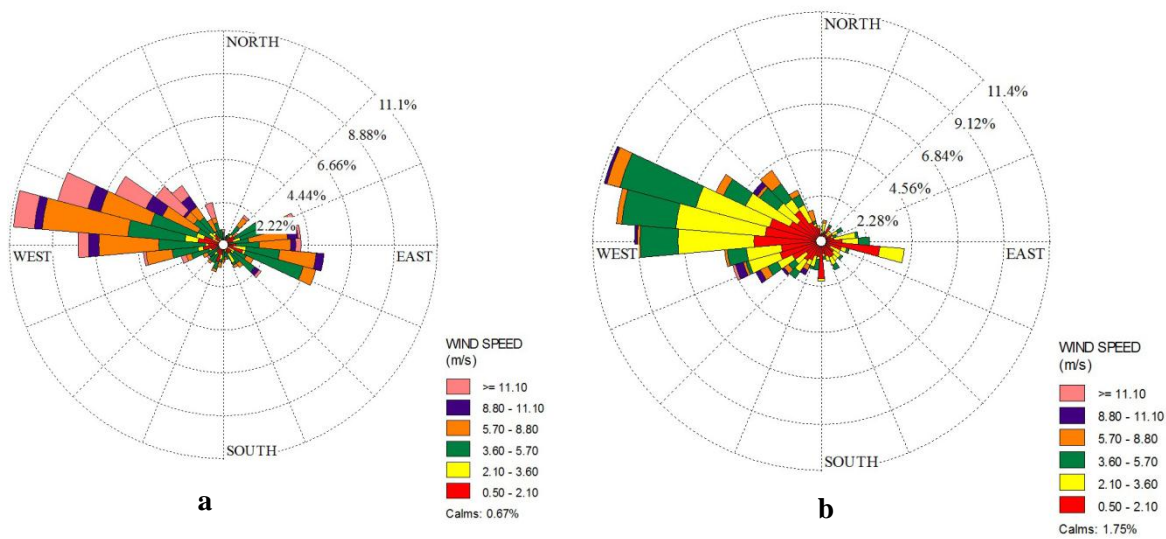 NORTH
11.1%
8.88%
6.66%
4.44%
2.22%
WEST
EAST
SOUTH
WIND SPEED
(m/s)
>= 11.10
8.80 - 11.10
5.70 - 8.80
3.60 - 5.70
2.10 - 3.60
0.50 - 2.10
Calms: 0.67%
a
NORTH
11.4%
9.12%
6.84%
4.56%
2.28%
WEST
EAST
SOUTH
WIND SPEED
(m/s)
>= 11.10
8.80 - 11.10
5.70 - 8.80
3.60 - 5.70
2.10 - 3.60
0.50 - 2.10
Calms: 1.75%
b